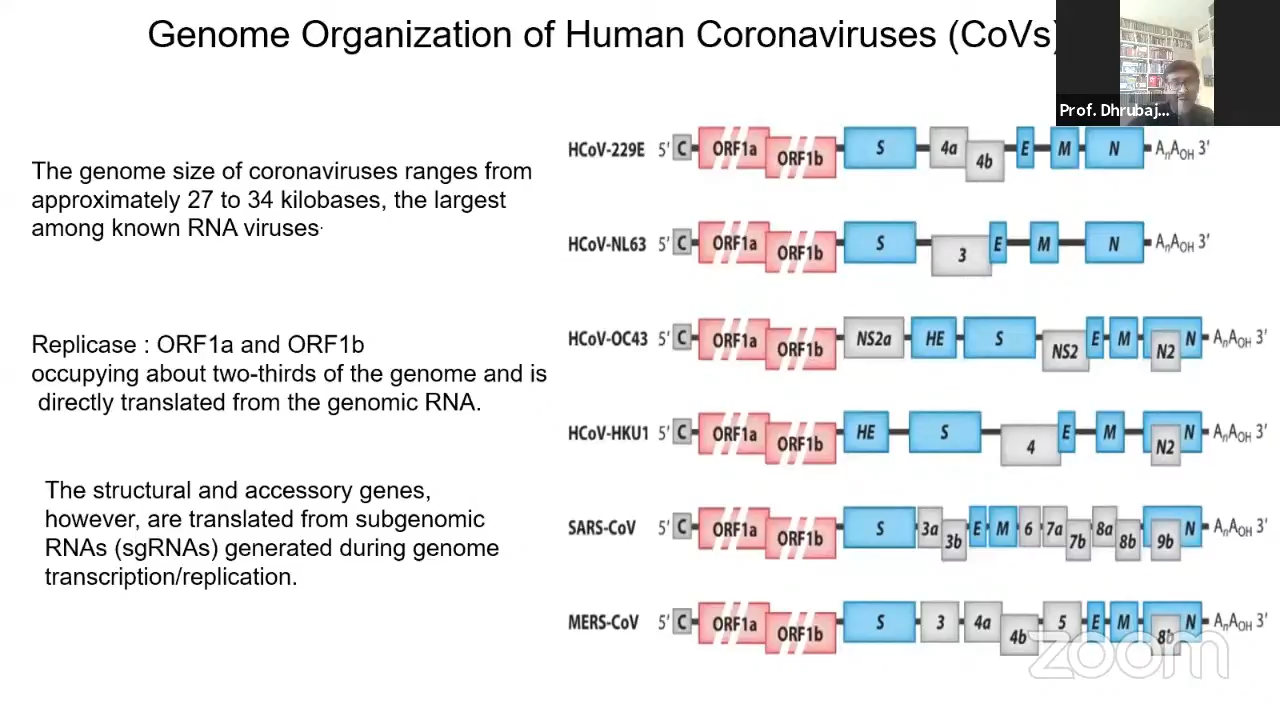 Genome Organization of Human Coronaviruses (CoVs)
Prof. Dhrubaj...
The genome size of coronaviruses ranges from
approximately 27 to 34 kilobases, the largest
among known RNA viruses.
Replicase : ORF1a and ORF1b
occupying about two-thirds of the genome and is
directly translated from the genomic RNA.
The structural and accessory genes,
however, are translated from subgenomic
RNAs (sgRNAs) generated during genome
transcription/replication.
HCoV-229E 5′ C ORF1a ORF1b S 4a 4b E M N AnAOH 3′
HCoV-NL63 5′ C ORF1a ORF1b S 3 E M N AnAOH 3′
HCoV-OC43 5′ C ORF1a ORF1b NS2a HE S NS2 E M N2 N AnAOH 3′
HCoV-HKU1 5′ C ORF1a ORF1b HE S 4 E M N2 N AnAOH 3′
SARS-CoV 5′ C ORF1a ORF1b S 3a 3b E M 6 7a 7b 8a 8b 9b N AnAOH 3′
MERS-CoV 5′ C ORF1a ORF1b S 3 4a 4b 5 E M 8b N AnAOH 3′
zoom